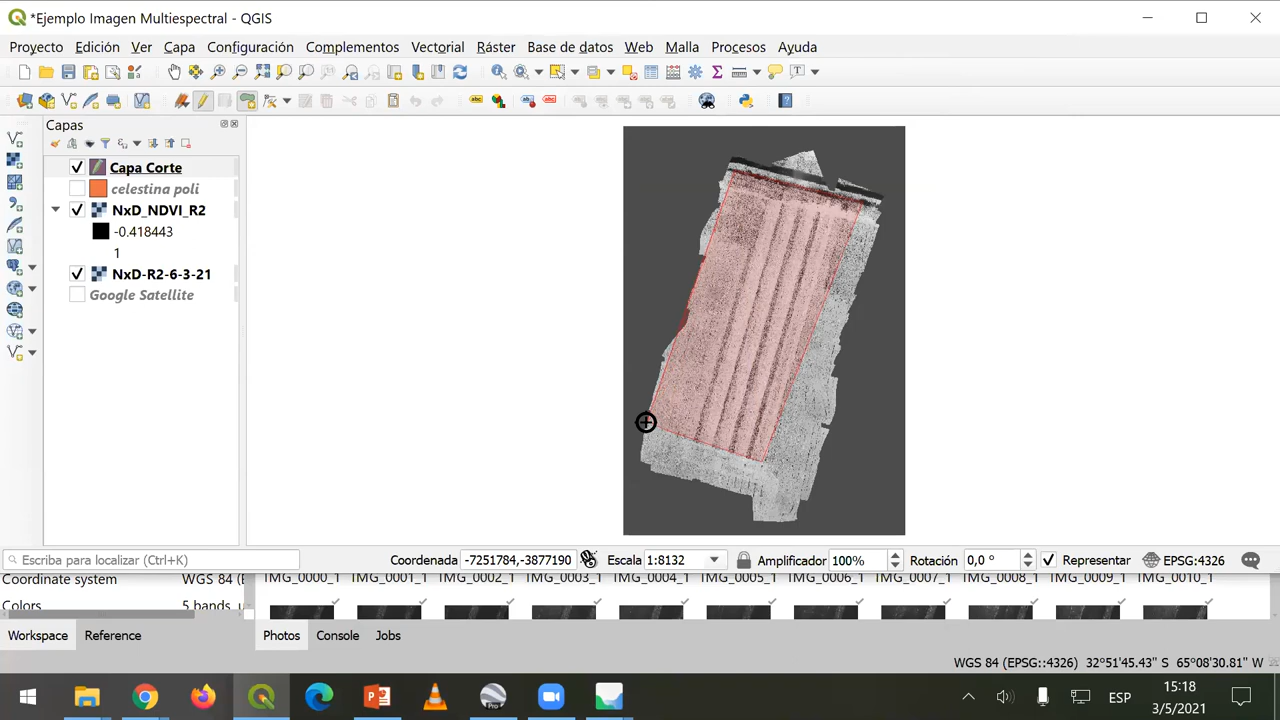 *Ejemplo Imagen Multiespectral - QGIS
Proyecto Edición Ver Capa Configuración Complementos Vectorial Ráster Base de datos Web Malla Procesos Ayuda
Capas
Capa Corte
celestina poli
NxD_NDVI_R2
-0.418443
1
NxD-R2-6-3-21
Google Satellite
Escriba para localizar (Ctrl+K) Coordenada -7251784,-3877190 Escala 1:8132 Amplificador 100% Rotación 0,0 ° Representar EPSG:4326
Coordinate system WGS 84 (E IMG_0000_1 IMG_0001_1 IMG_0002_1 IMG_0003_1 IMG_0004_1 IMG_0005_1 IMG_0006_1 IMG_0007_1 IMG_0008_1 IMG_0009_1 IMG_0010_1
Colors 5 bands,
Workspace Reference Photos Console Jobs
WGS 84 (EPSG::4326) 32°51'45.43" S 65°08'30.81" W
Pro ESP 15:18
3/5/2021